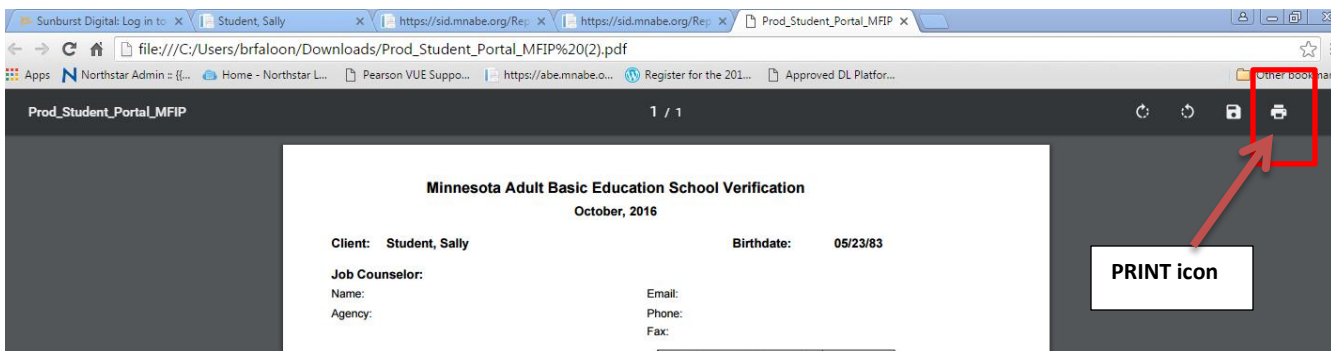 Sunburst Digital: Log in to
Student, Sally
https://sid.mnabe.org/Rep
https://sid.mnabe.org/Rep
Prod_Student_Portal_MFIP
file:///C:/Users/brfaloon/Downloads/Prod_Student_Portal_MFIP%20(2).pdf
Apps Northstar Admin :: {{... Home - Northstar L... Pearson VUE Suppo... https://abe.mnabe.o... Register for the 201... Approved DL Platfor... Other bookmar
Prod_Student_Portal_MFIP 1 / 1
Minnesota Adult Basic Education School Verification
October, 2016
Client: Student, Sally Birthdate: 05/23/83
Job Counselor:
Name: Email:
Agency: Phone:
Fax:
PRINT icon